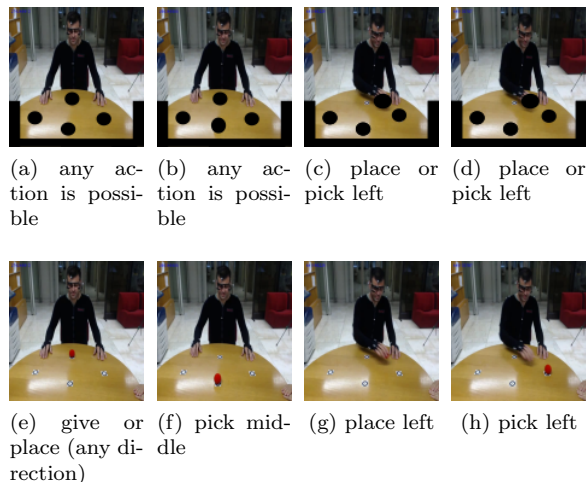 (a) any ac-
tion is possi-
ble
(b) any ac-
tion is possi-
ble
(c) place or
pick left
(d) place or
pick left
(e) give or
place (any di-
rection)
(f) pick mid-
dle
(g) place left
(h) pick left